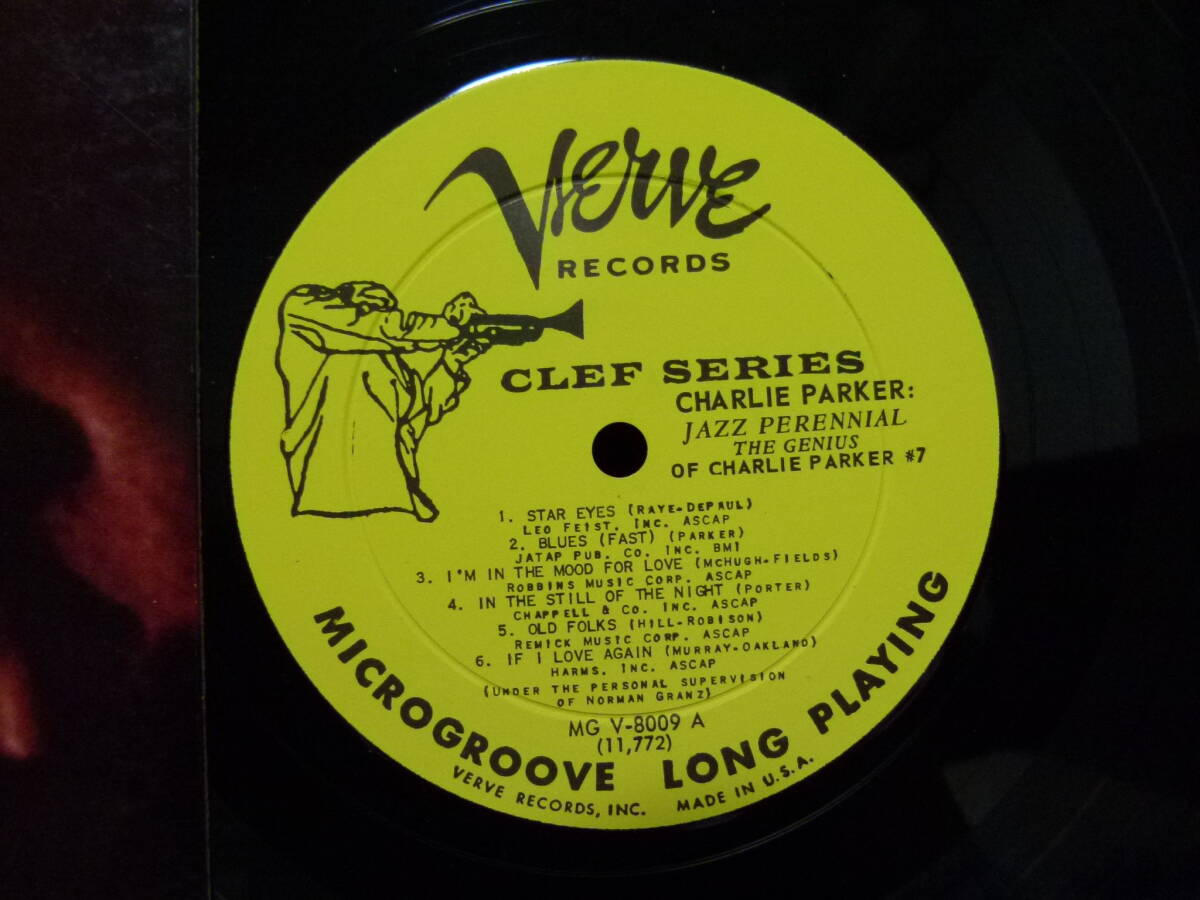 Verve
RECORDS
CLEF SERIES
CHARLIE PARKER:
JAZZ PERENNIAL
THE GENIUS
OF CHARLIE PARKER #7
1. STAR EYES (RAYE-DEPAUL)
LEO FEIST, INC. ASCAP
2. BLUES (FAST) (PARKER)
JATAP PUB. CO. INC. BMI
3. I'M IN THE MOOD FOR LOVE (MCHUGH-FIELDS)
ROBBINS MUSIC CORP. ASCAP
4. IN THE STILL OF THE NIGHT (PORTER)
CHAPPELL & CO. INC. ASCAP
5. OLD FOLKS (HILL-ROBISON)
REMICK MUSIC CORP. ASCAP
6. IF I LOVE AGAIN (MURRAY-OAKLAND)
HARMS, INC. ASCAP
(UNDER THE PERSONAL SUPERVISION
OF NORMAN GRANZ)
MG V-8009 A
(11,772)
MICROGROOVE LONG PLAYING
VERVE RECORDS, INC. MADE IN U.S.A.